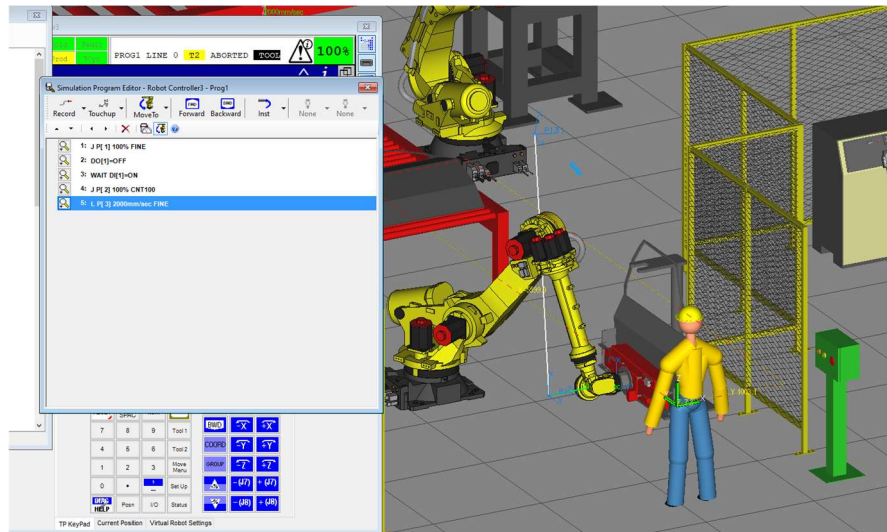 2000mm/sec
PROG1 LINE 0 T2 ABORTED TOOL 100%
Simulation Program Editor - Robot Controller3 - Prog1
Record Touchup MoveTo Forward Backward Inst None None
1: J P[ 1] 100% FINE
2: DO[1]=OFF
3: WAIT DI[1]=ON
4: J P[ 2] 100% CNT100
5: L P[ 3] 2000mm/sec FINE
7 8 9 Tool 1 BWD -X +X
4 5 6 Tool 2 COORD -Y +Y
1 2 3 Move Menu GROUP -Z +Z
0 . Set Up -(J7) +(J7)
DIAG HELP Posn I/O Status -(J8) +(J8)
TP KeyPad Current Position Virtual Robot Settings